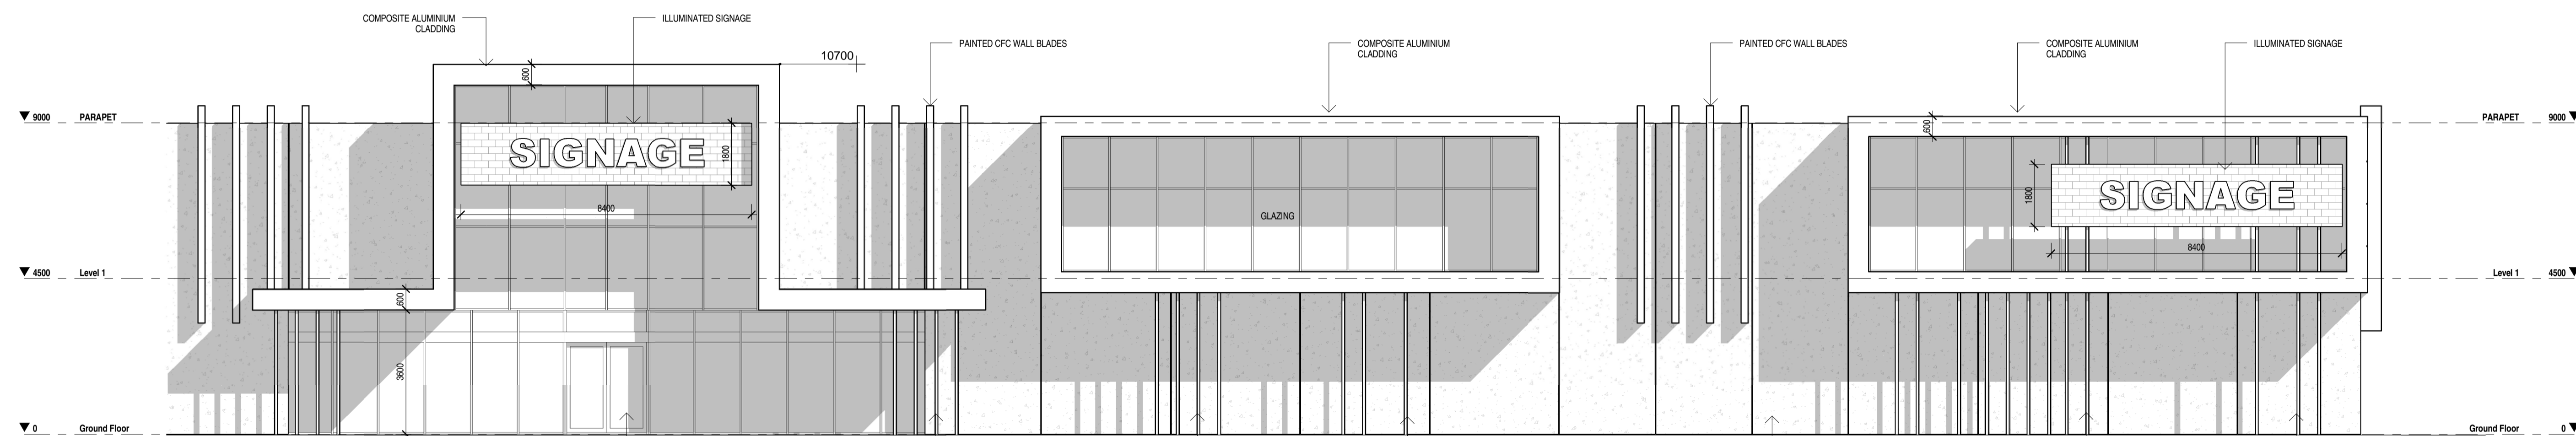 COMPOSITE ALUMINIUM
CLADDING
ILLUMINATED SIGNAGE
10700
PAINTED CFC WALL BLADES
COMPOSITE ALUMINIUM
CLADDING
PAINTED CFC WALL BLADES
COMPOSITE ALUMINIUM
CLADDING
ILLUMINATED SIGNAGE
600
9000 PARAPET
SIGNAGE
1800
8400
GLAZING
600
PARAPET 9000
1800
SIGNAGE
8400
4500 Level 1
Level 1 4500
600
3600
0 Ground Floor
Ground Floor 0